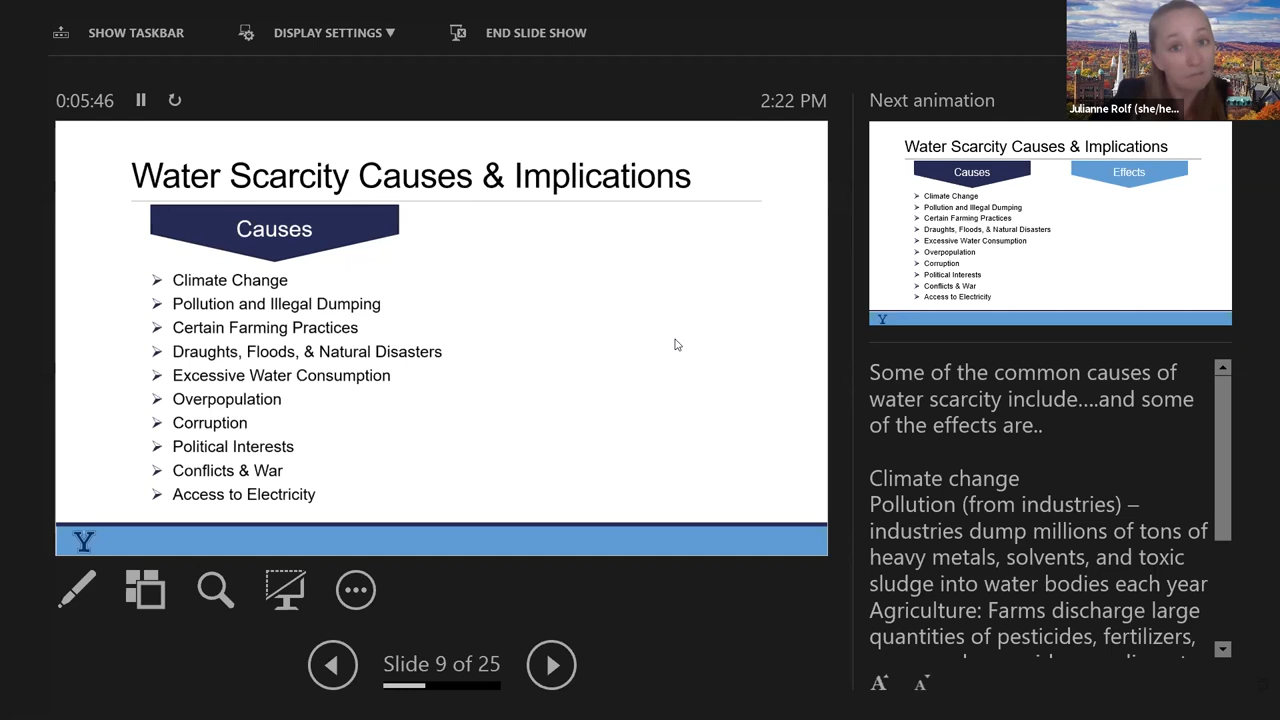 SHOW TASKBAR
DISPLAY SETTINGS ▼
END SLIDE SHOW
Julianne Rolf (she/he...
0:05:46
2:22 PM
Water Scarcity Causes & Implications
Causes
➢ Climate Change
➢ Pollution and Illegal Dumping
➢ Certain Farming Practices
➢ Draughts, Floods, & Natural Disasters
➢ Excessive Water Consumption
➢ Overpopulation
➢ Corruption
➢ Political Interests
➢ Conflicts & War
➢ Access to Electricity
Y
Slide 9 of 25
Next animation
Water Scarcity Causes & Implications
Causes
Effects
➢ Climate Change
➢ Pollution and Illegal Dumping
➢ Certain Farming Practices
➢ Draughts, Floods, & Natural Disasters
➢ Excessive Water Consumption
➢ Overpopulation
➢ Corruption
➢ Political Interests
➢ Conflicts & War
➢ Access to Electricity
Y
Some of the common causes of
water scarcity include....and some
of the effects are..
Climate change
Pollution (from industries) –
industries dump millions of tons of
heavy metals, solvents, and toxic
sludge into water bodies each year
Agriculture: Farms discharge large
quantities of pesticides, fertilizers,
A A